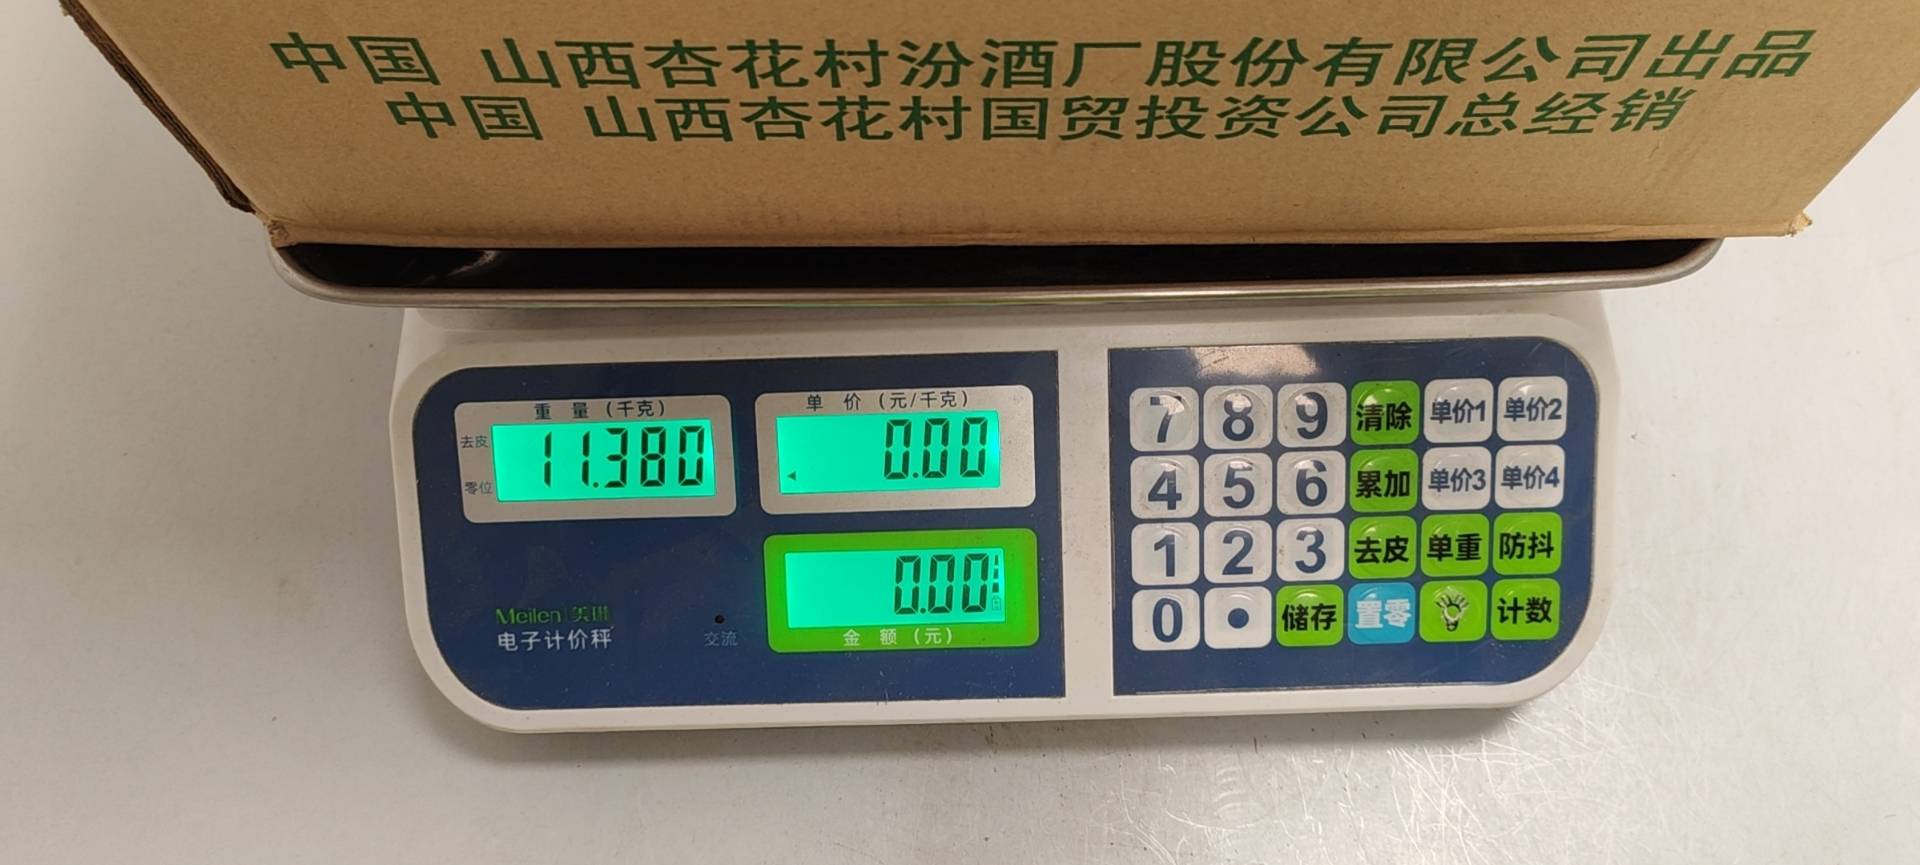 中国 山西杏花村汾酒厂股份有限公司出品
中国 山西杏花村国贸投资公司总经销
重 量（千克）
去皮
零位
11.380
单 价（元/千克）
0.00
0.00
金 额（元）
Meilen 美琳
电子计价秤
交流
7 8 9 清除 单价1 单价2
4 5 6 累加 单价3 单价4
1 2 3 去皮 单重 防抖
0 • 储存 置零 计数